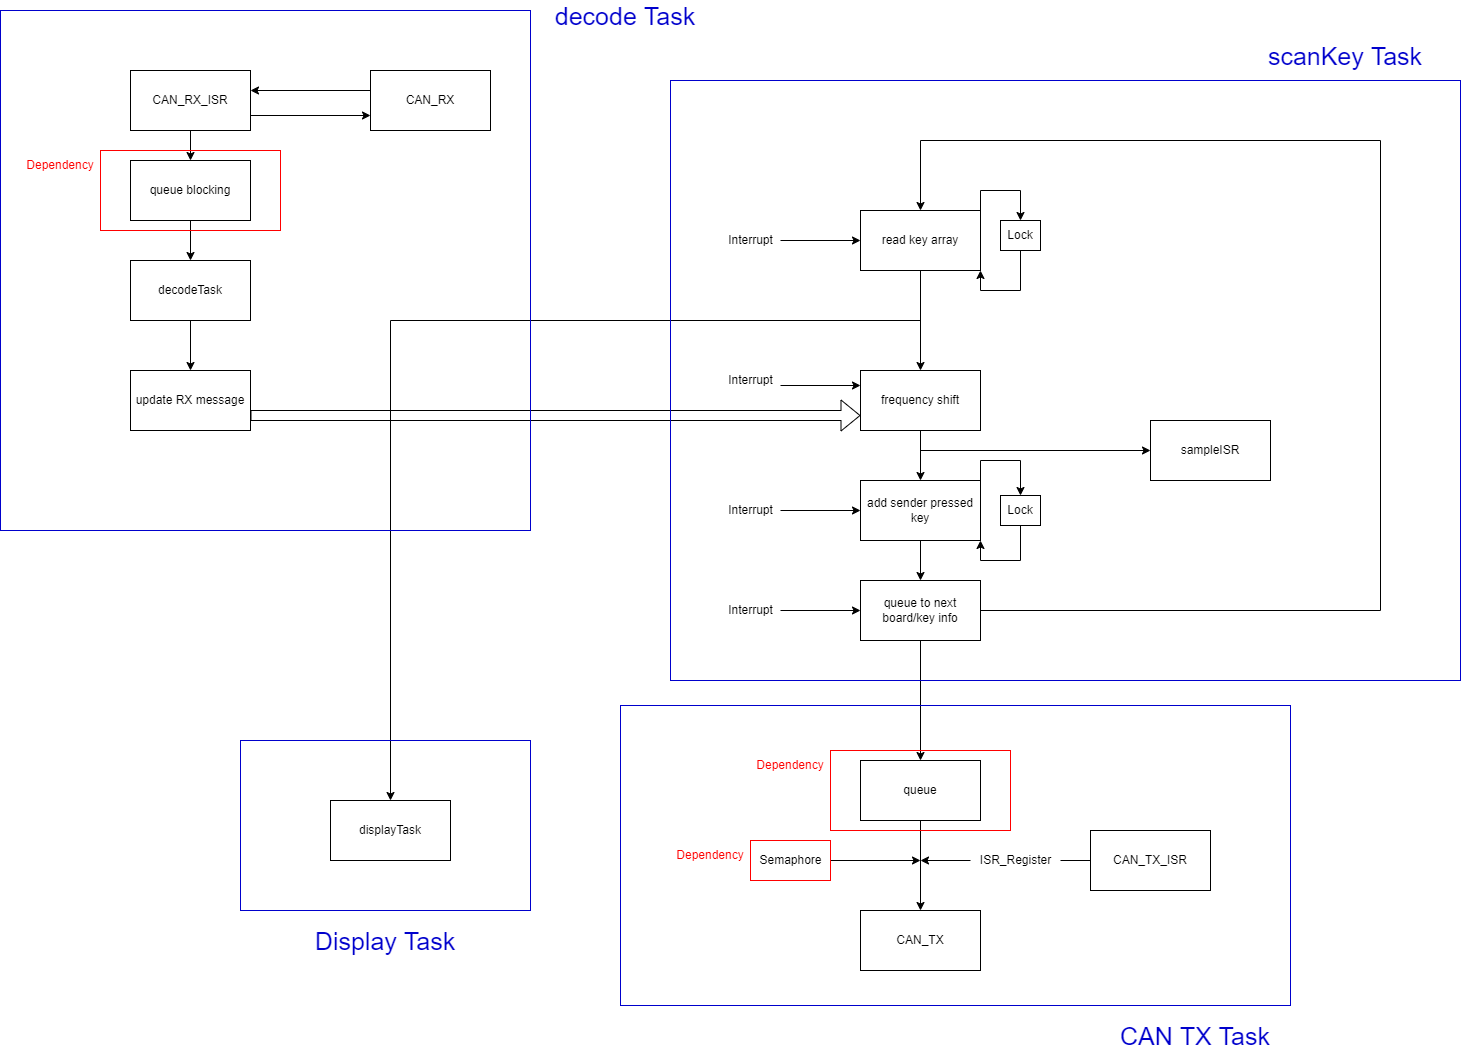 decode Task
scanKey Task
CAN_RX_ISR
CAN_RX
Dependency
queue blocking
decodeTask
update RX message
Interrupt
read key array
Lock
Interrupt
frequency shift
sampleISR
Interrupt
add sender pressed
key
Lock
Interrupt
queue to next
board/key info
displayTask
Display Task
Dependency
queue
Dependency
Semaphore
ISR_Register
CAN_TX_ISR
CAN_TX
CAN TX Task